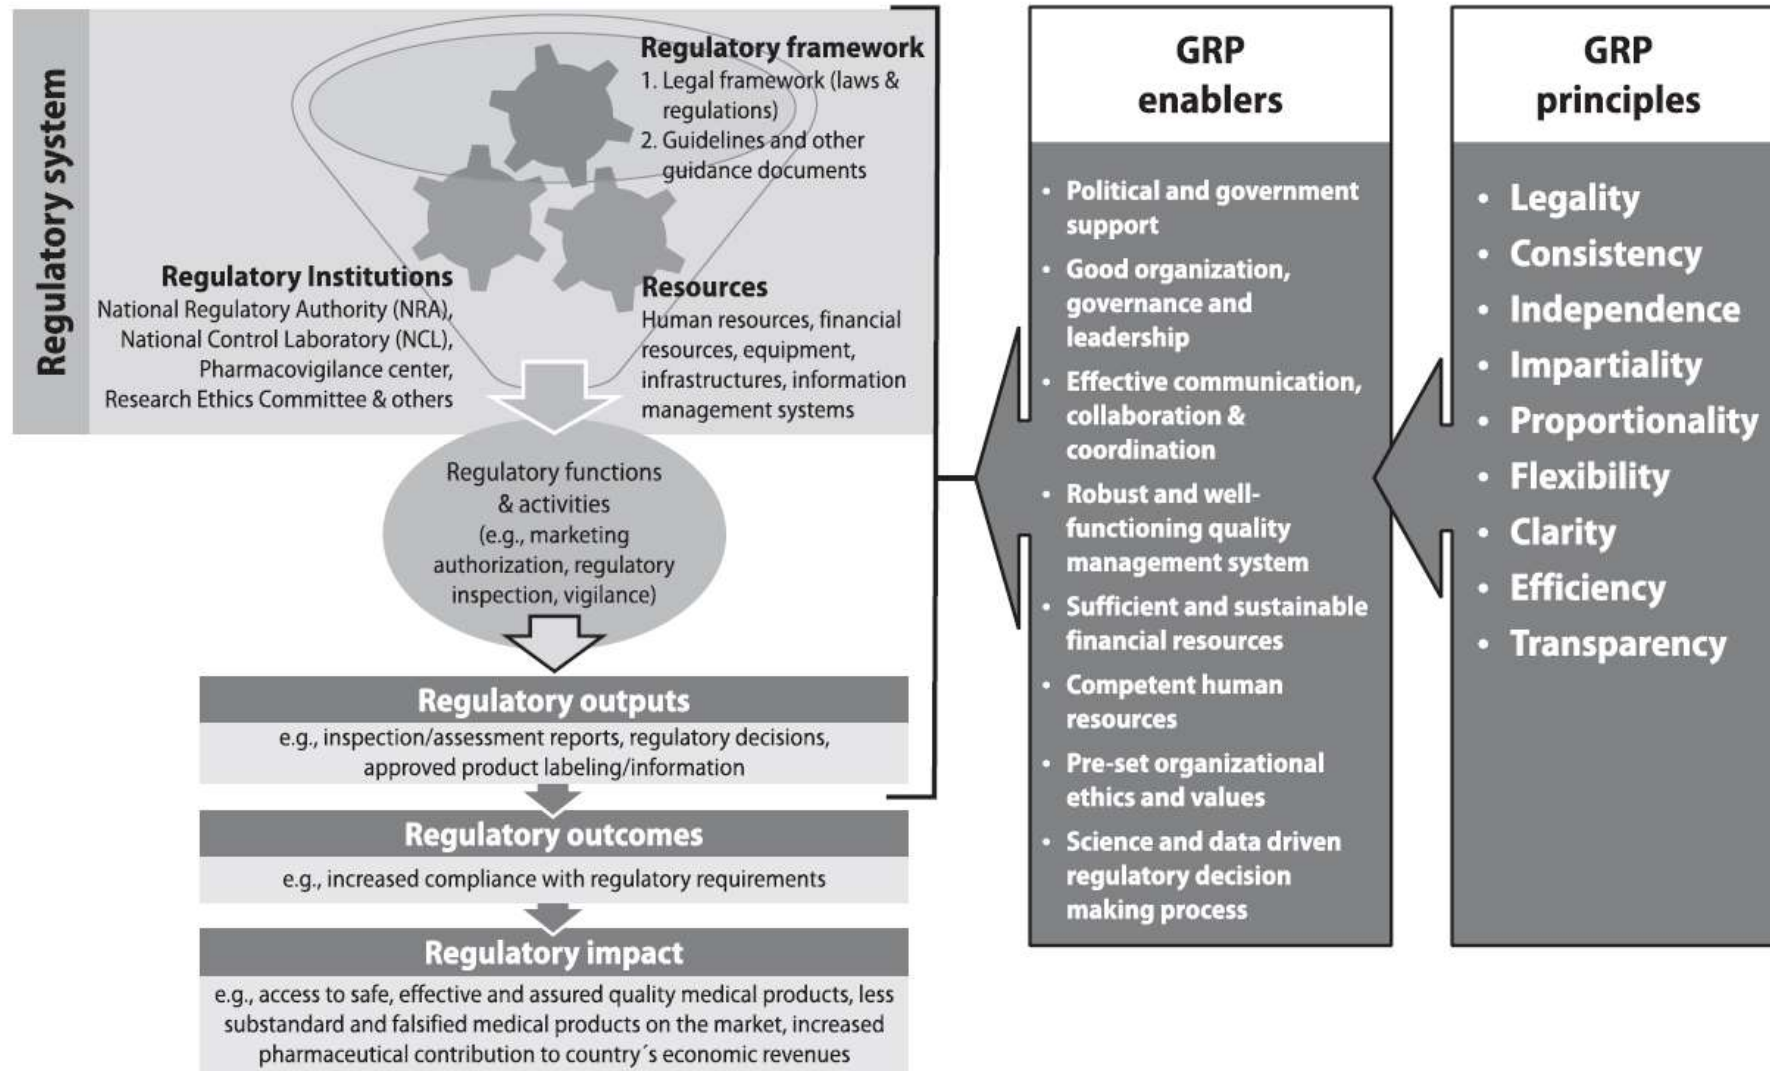 Regulatory system
Regulatory framework
1. Legal framework (laws &
regulations)
2. Guidelines and other
guidance documents
Regulatory Institutions
National Regulatory Authority (NRA),
National Control Laboratory (NCL),
Pharmacovigilance center,
Research Ethics Committee & others
Resources
Human resources, financial
resources, equipment,
infrastructures, information
management systems
Regulatory functions
& activities
(e.g., marketing
authorization, regulatory
inspection, vigilance)
Regulatory outputs
e.g., inspection/assessment reports, regulatory decisions,
approved product labeling/information
Regulatory outcomes
e.g., increased compliance with regulatory requirements
Regulatory impact
e.g., access to safe, effective and assured quality medical products, less
substandard and falsified medical products on the market, increased
pharmaceutical contribution to country´s economic revenues
GRP
enablers
• Political and government
support
• Good organization,
governance and
leadership
• Effective communication,
collaboration &
coordination
• Robust and well-
functioning quality
management system
• Sufficient and sustainable
financial resources
• Competent human
resources
• Pre-set organizational
ethics and values
• Science and data driven
regulatory decision
making process
GRP
principles
• Legality
• Consistency
• Independence
• Impartiality
• Proportionality
• Flexibility
• Clarity
• Efficiency
• Transparency